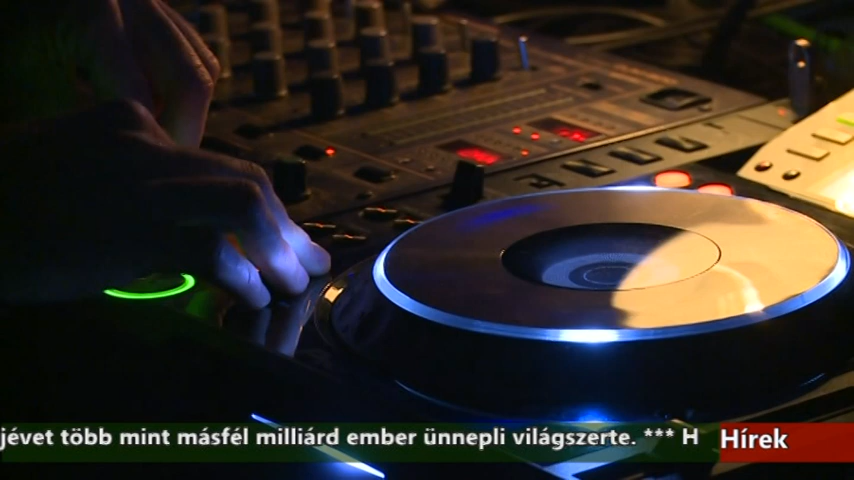 jévet több mint másfél milliárd ember ünnepli világszerte. *** H Hírek